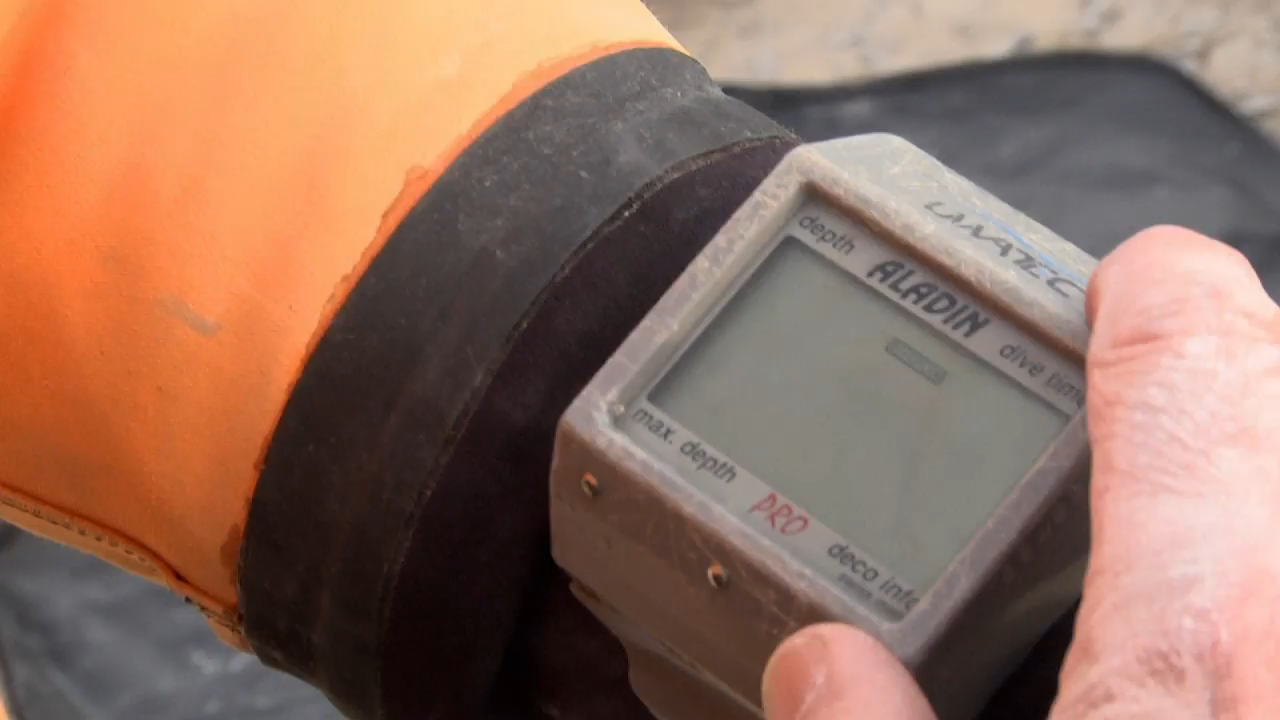 UWATEC
depth
ALADIN
dive time
max. depth
PRO
deco info